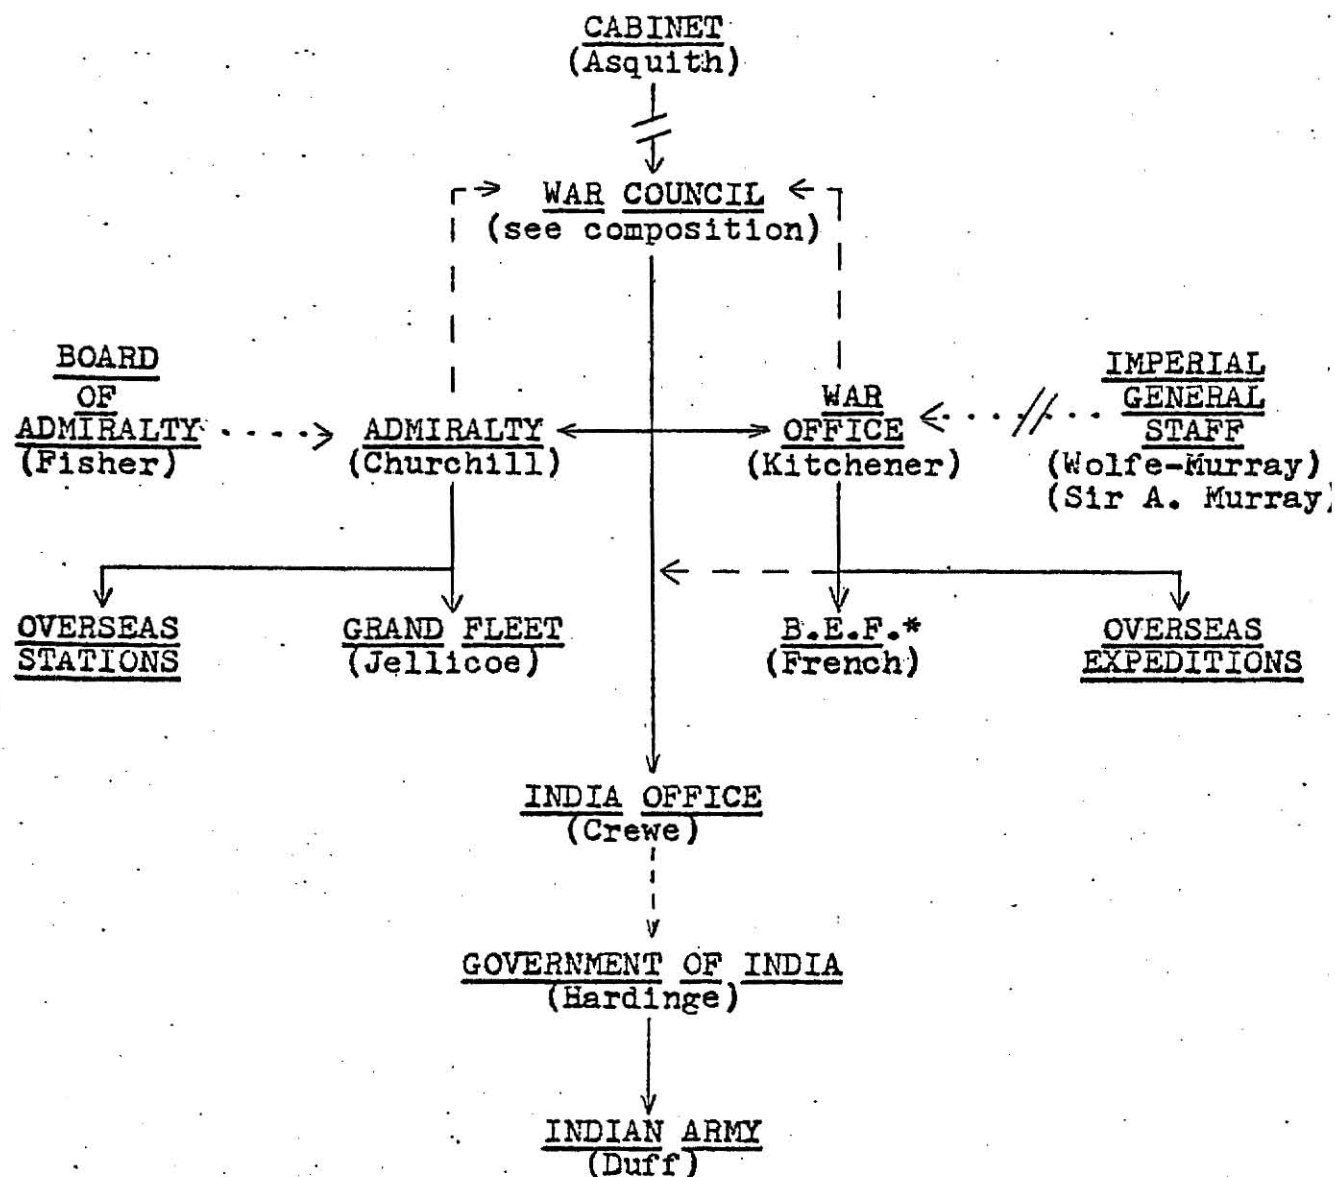 CABINET
(Asquith)
WAR COUNCIL
(see composition)
BOARD
OF
ADMIRALTY
(Fisher)
ADMIRALTY
(Churchill)
WAR
OFFICE
(Kitchener)
IMPERIAL
GENERAL
STAFF
(Wolfe-Murray)
(Sir A. Murray)
OVERSEAS
STATIONS
GRAND FLEET
(Jellicoe)
B.E.F.*
(French)
OVERSEAS
EXPEDITIONS
INDIA OFFICE
(Crewe)
GOVERNMENT OF INDIA
(Hardinge)
INDIAN ARMY
(Duff)